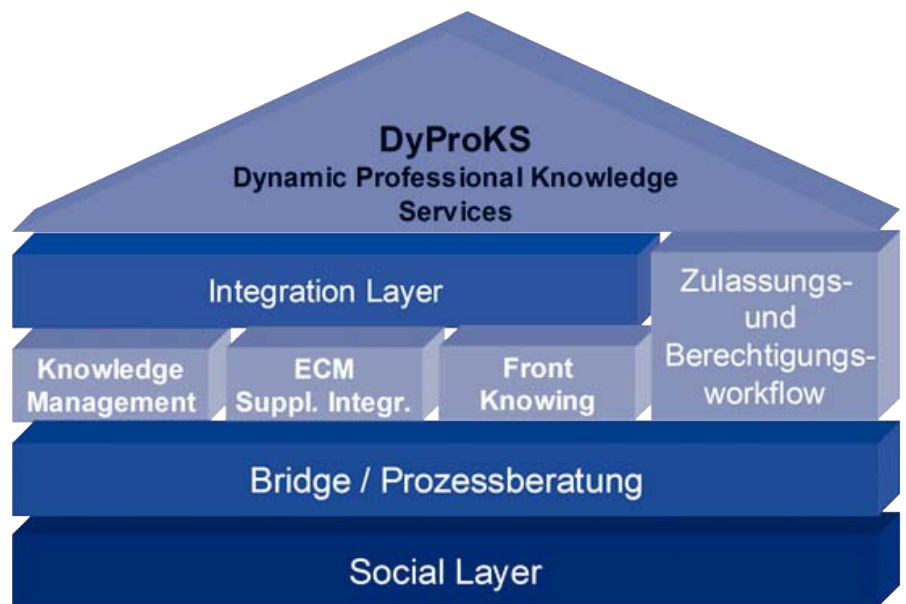 DyProKS
Dynamic Professional Knowledge
Services
Integration Layer
Zulassungs-
und
Berechtigungs-
workflow
Knowledge
Management
ECM
Suppl. Integr.
Front
Knowing
Bridge / Prozessberatung
Social Layer